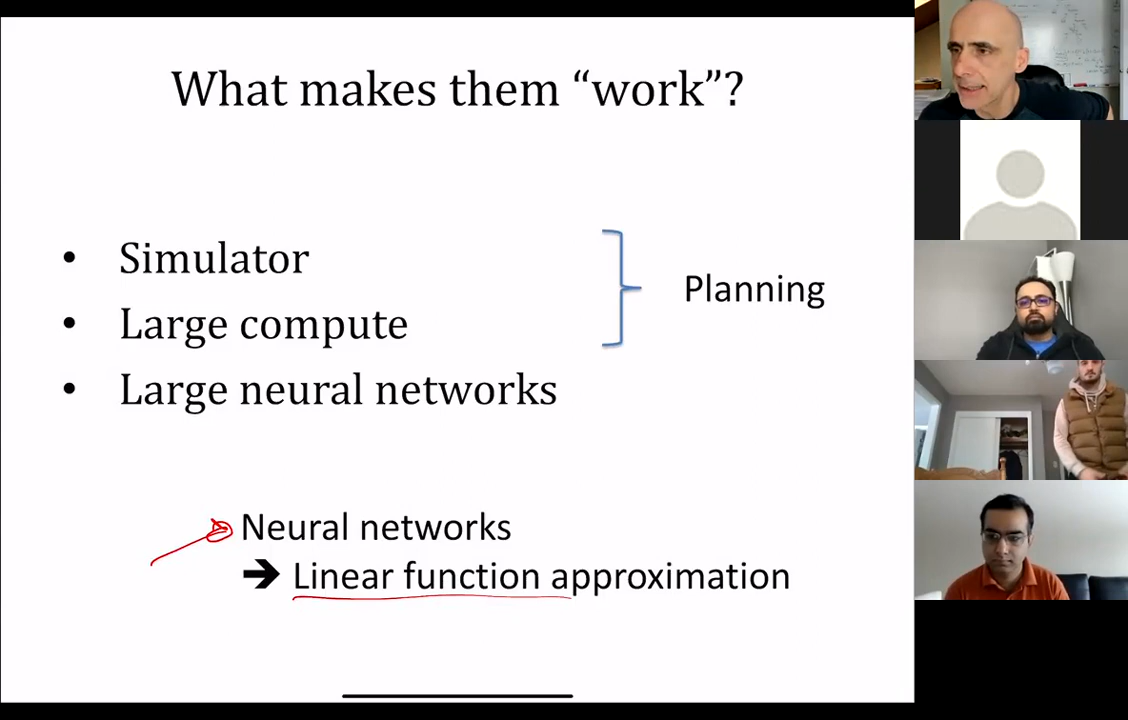 What makes them “work”?
• Simulator
• Large compute
• Large neural networks
Planning
Neural networks
➔ Linear function approximation